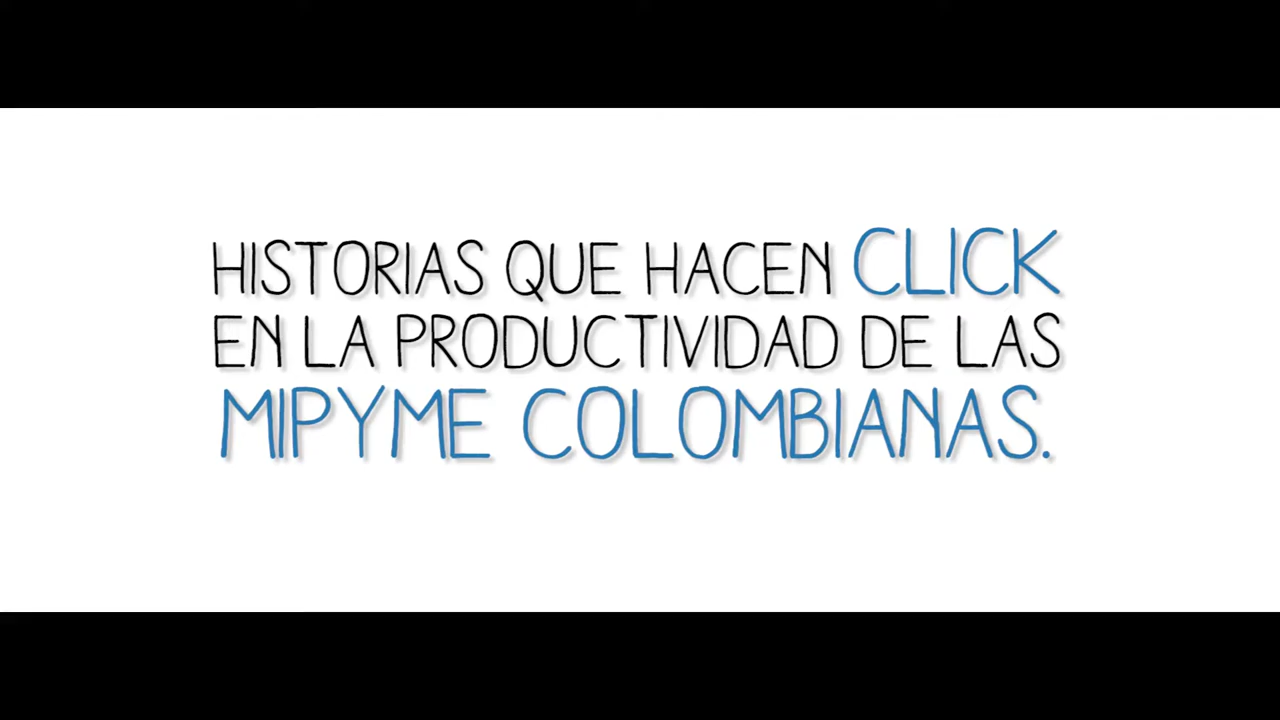 HISTORIAS QUE HACEN CLICK
EN LA PRODUCTIVIDAD DE LAS
MIPYME COLOMBIANAS.